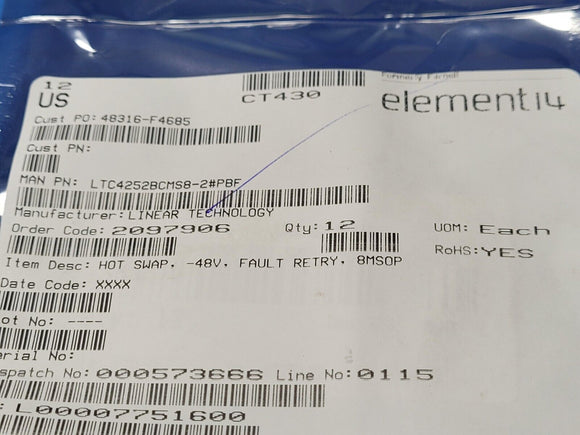 12
US
CT430
Formerly Farnell
element14
Cust PO: 48316-F4685
Cust PN:
MAN PN: LTC4252BCMS8-2#PBF
Manufacturer: LINEAR TECHNOLOGY
Order Code: 2097906 Qty: 12 UOM: Each
RoHS: YES
Item Desc: HOT SWAP, -48V, FAULT RETRY, 8MSOP
Date Code: XXXX
ot No: ----
erial No:
spatch No: 000573666 Line No: 0115
: L00007751600